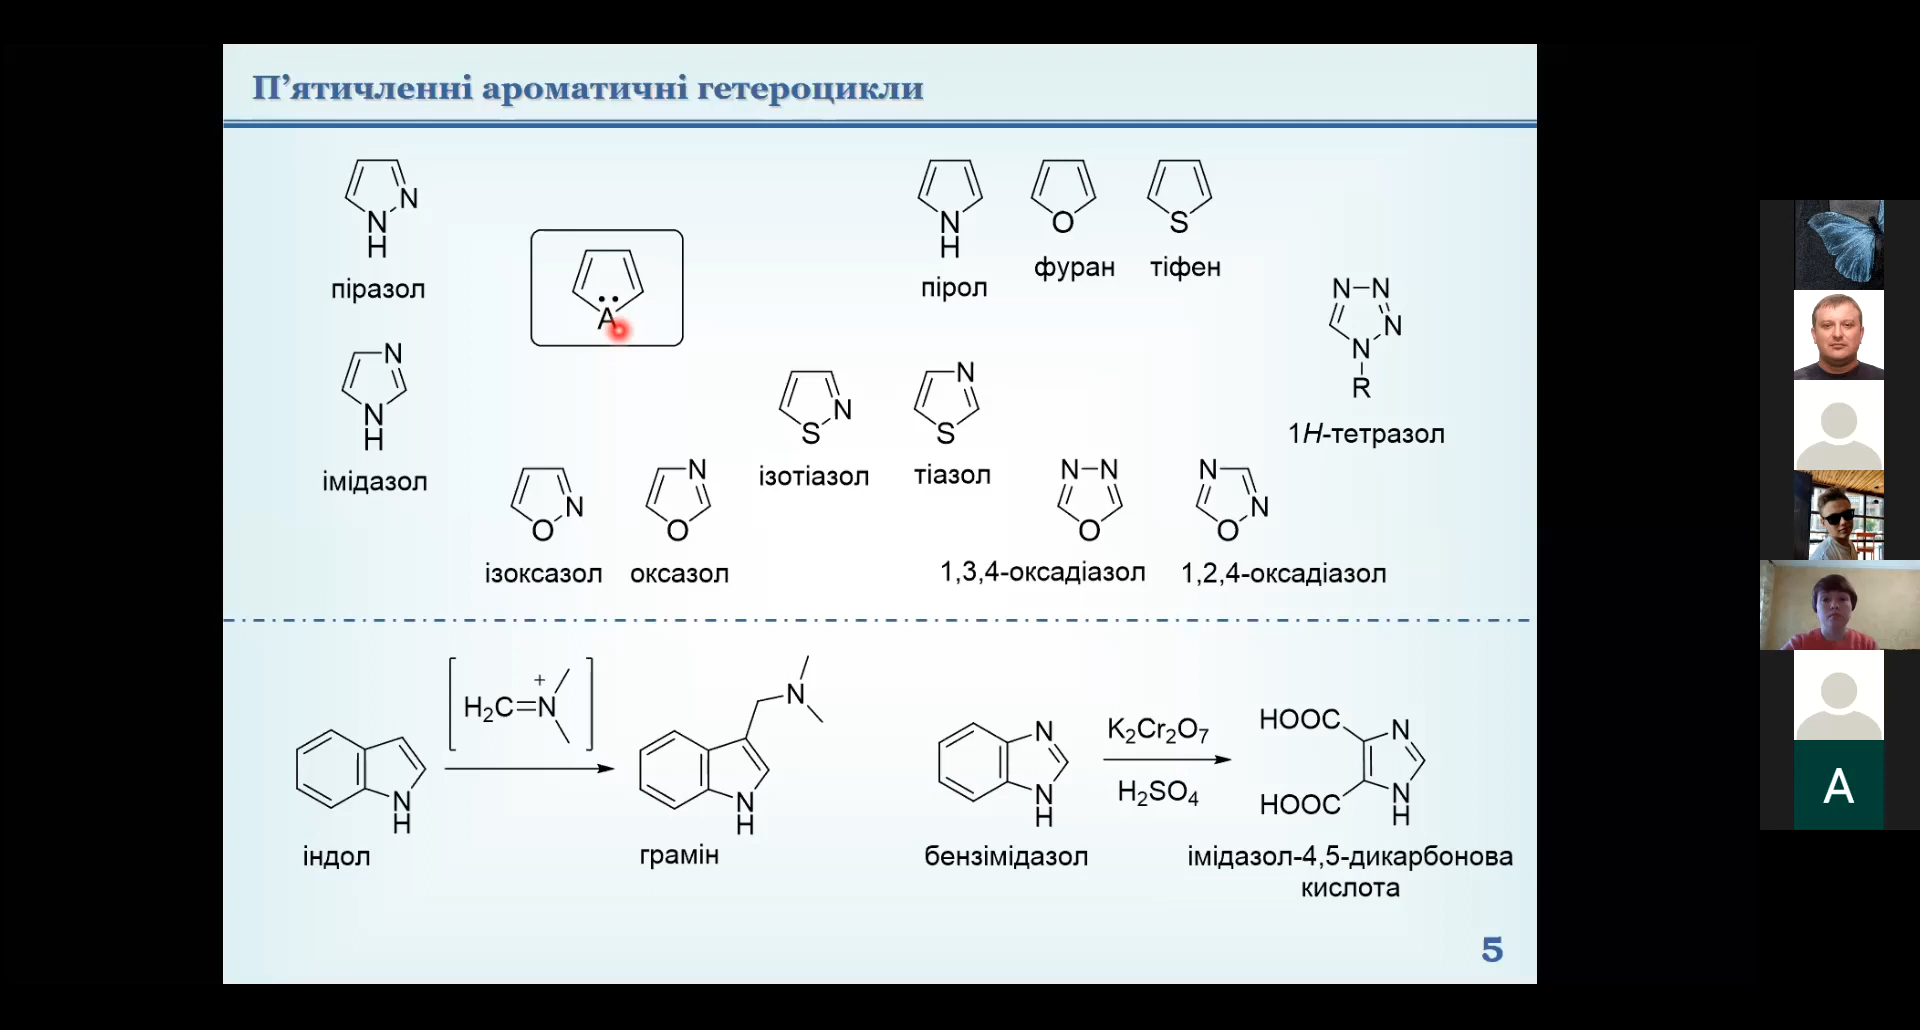 П’ятичленні ароматичні гетероцикли
N
N
H
піразол
A
N
H
пірол
O
фуран
S
тіфен
N
N
N
N
R
1H-тетразол
N
N
H
імідазол
N
S
ізотіазол
N
S
тіазол
N
O
ізоксазол
N
O
оксазол
N
N
O
1,3,4-оксадіазол
N
N
O
1,2,4-оксадіазол
H2C=N
+
N
H
індол
N
N
H
грамін
N
N
H
бензімідазол
K2Cr2O7
H2SO4
HOOC
HOOC
N
N
H
імідазол-4,5-дикарбонова
кислота
5
A